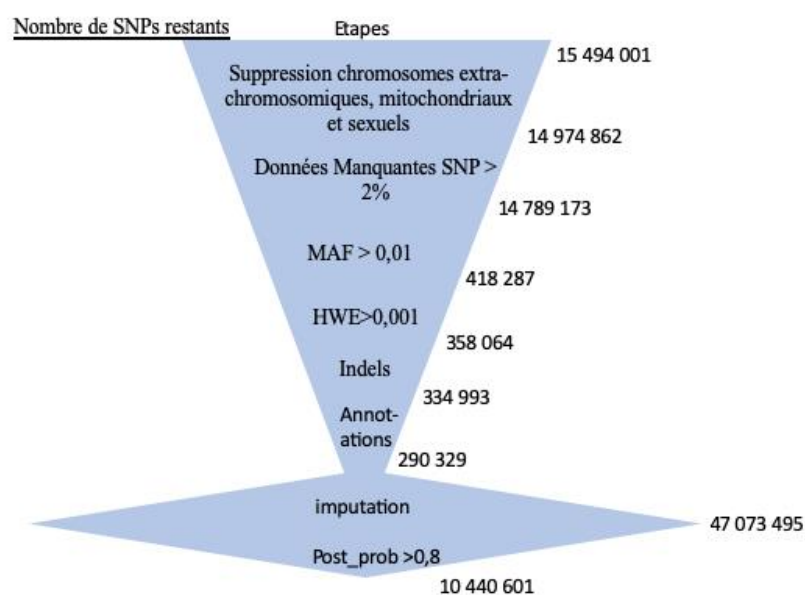 Nombre de SNPs restants
Etapes
15 494 001
Suppression chromosomes extra-
chromosomiques, mitochondriaux
et sexuels
14 974 862
Données Manquantes SNP >
2%
14 789 173
MAF > 0,01
418 287
HWE>0,001
358 064
Indels
334 993
Annot-
ations
290 329
imputation
47 073 495
Post_prob >0,8
10 440 601